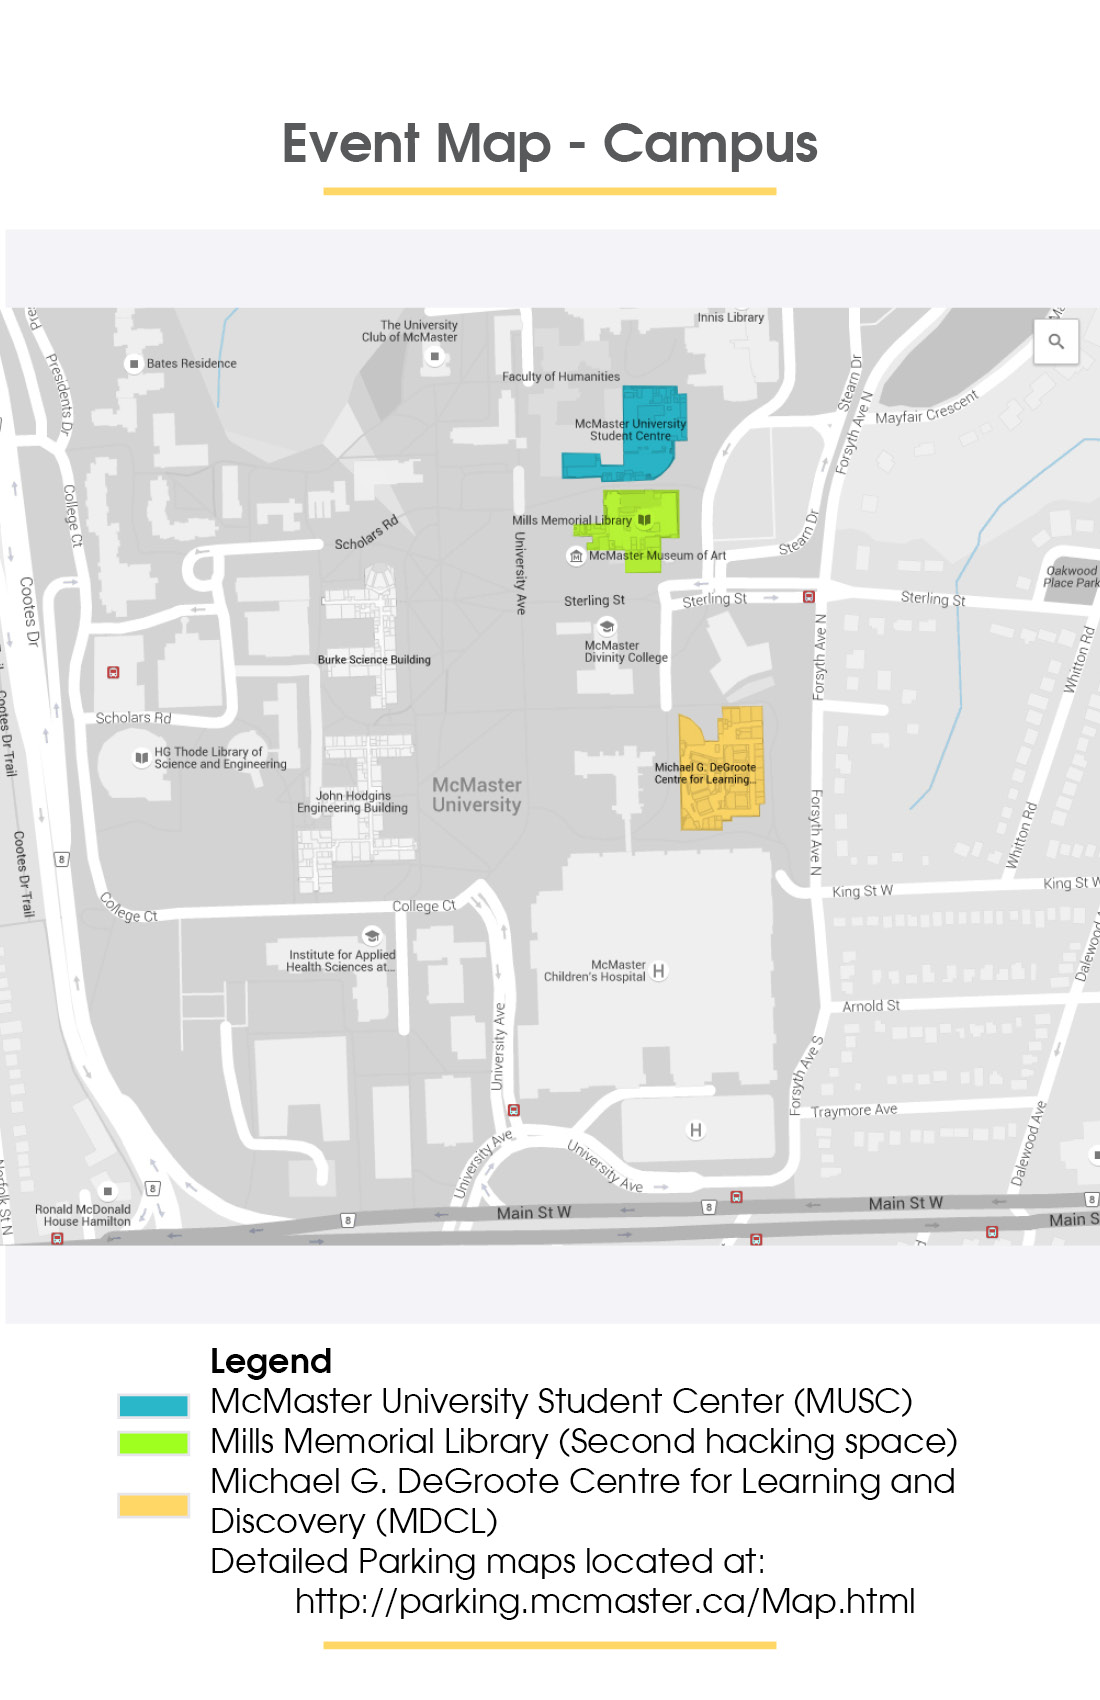 Event Map - Campus
The University
Club of McMaster
Innis Library
Bates Residence
Presidents Dr
Faculty of Humanities
Stearn Dr
Forsyth Ave N
Mayfair Crescent
McMaster University
Student Centre
College Ct
Mills Memorial Library
Scholars Rd
University Ave
McMaster Museum of Art
Stearn Dr
Oakwood
Place Park
Cootes Dr
Sterling St
Sterling St
Sterling St
McMaster
Divinity College
Burke Science Building
Forsyth Ave N
Whitton Rd
Scholars Rd
Cootes Dr Trail
HG Thode Library of
Science and Engineering
Michael G. DeGroote
Centre for Learning...
McMaster
University
John Hodgins
Engineering Building
Forsyth Ave N
Whitton Rd
Cootes Dr Trail
8
King St W
King St W
College Ct
College Ct
Institute for Applied
Health Sciences at...
McMaster
Children's Hospital
H
Dalewood A
Arnold St
University Ave
Forsyth Ave S
Traymore Ave
H
University Ave
University Ave
Dalewood Ave
Norfolk St N
8
Ronald McDonald
House Hamilton
8
Main St W
8
Main St W
8
Main S
Legend
McMaster University Student Center (MUSC)
Mills Memorial Library (Second hacking space)
Michael G. DeGroote Centre for Learning and
Discovery (MDCL)
Detailed Parking maps located at:
http://parking.mcmaster.ca/Map.html